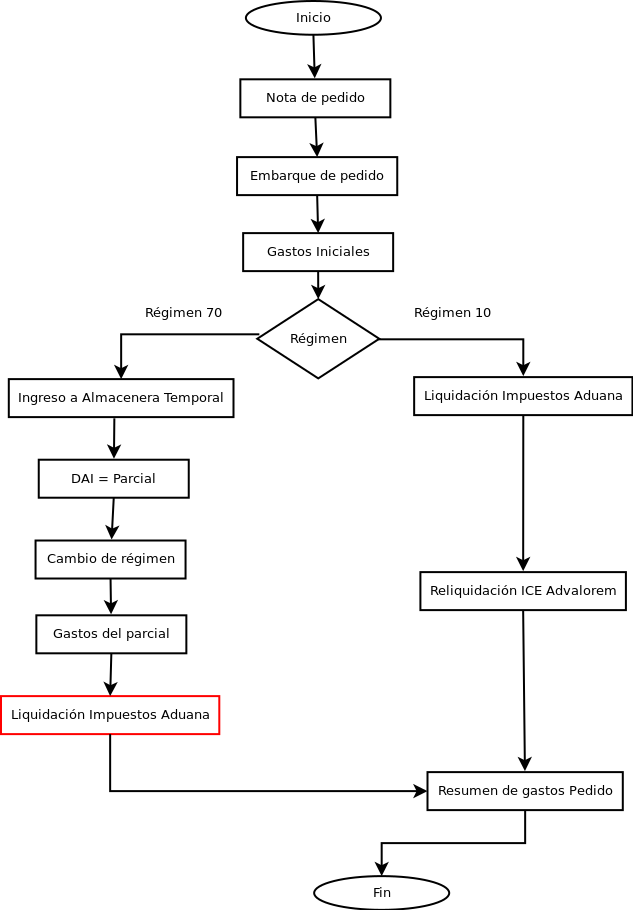 Inicio
Nota de pedido
Embarque de pedido
Gastos Iniciales
Régimen 70
Régimen 10
Régimen
Ingreso a Almacenera Temporal
Liquidación Impuestos Aduana
DAI = Parcial
Cambio de régimen
Reliquidación ICE Advalorem
Gastos del parcial
Liquidación Impuestos Aduana
Resumen de gastos Pedido
Fin